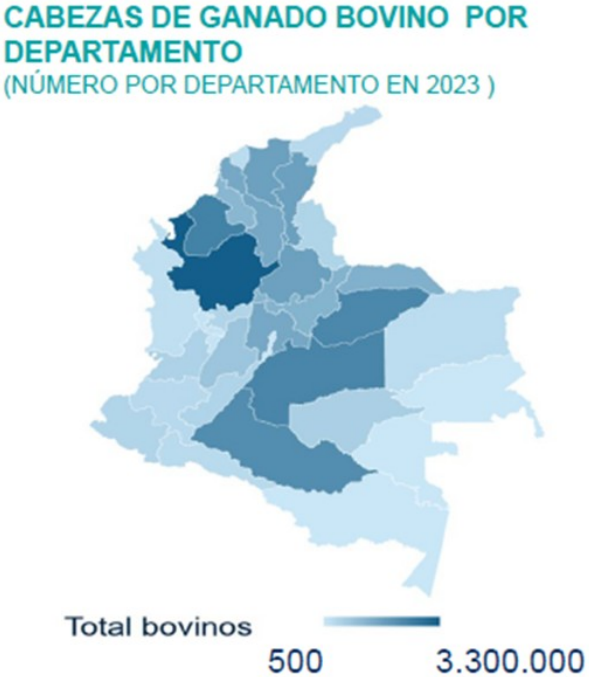 CABEZAS DE GANADO BOVINO POR
DEPARTAMENTO
(NÚMERO POR DEPARTAMENTO EN 2023 )
Total bovinos
500 3.300.000